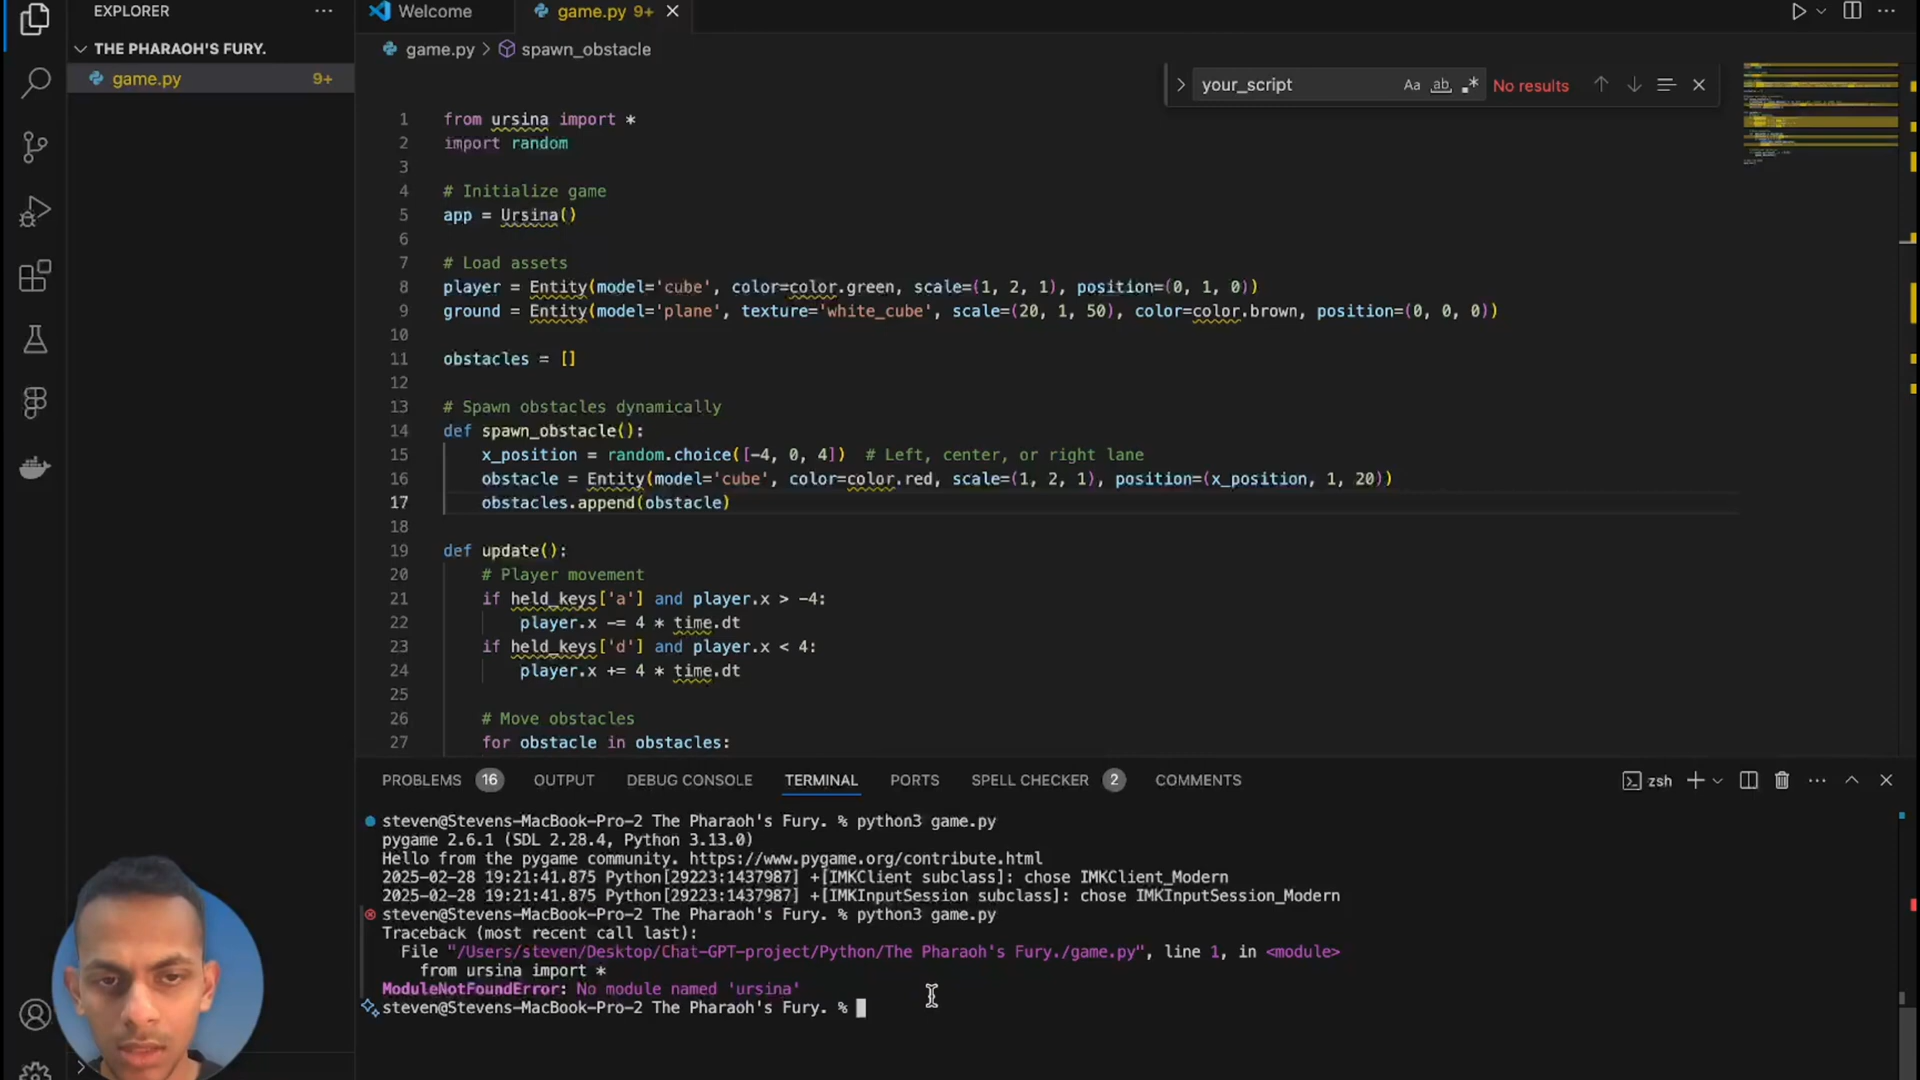 EXPLORER
THE PHARAOH'S FURY.
game.py 9+
Welcome
game.py 9+
game.py > spawn_obstacle
your_script
Aa ab No results
1 from ursina import *
2 import random
3
4 # Initialize game
5 app = Ursina()
6
7 # Load assets
8 player = Entity(model='cube', color=color.green, scale=(1, 2, 1), position=(0, 1, 0))
9 ground = Entity(model='plane', texture='white_cube', scale=(20, 1, 50), color=color.brown, position=(0, 0, 0))
10
11 obstacles = []
12
13 # Spawn obstacles dynamically
14 def spawn_obstacle():
15 x_position = random.choice([-4, 0, 4]) # Left, center, or right lane
16 obstacle = Entity(model='cube', color=color.red, scale=(1, 2, 1), position=(x_position, 1, 20))
17 obstacles.append(obstacle)
18
19 def update():
20 # Player movement
21 if held_keys['a'] and player.x > -4:
22 player.x -= 4 * time.dt
23 if held_keys['d'] and player.x < 4:
24 player.x += 4 * time.dt
25
26 # Move obstacles
27 for obstacle in obstacles:
PROBLEMS 16 OUTPUT DEBUG CONSOLE TERMINAL PORTS SPELL CHECKER 2 COMMENTS
zsh
steven@Stevens-MacBook-Pro-2 The Pharaoh's Fury. % python3 game.py
pygame 2.6.1 (SDL 2.28.4, Python 3.13.0)
Hello from the pygame community. https://www.pygame.org/contribute.html
2025-02-28 19:21:41.875 Python[29223:1437987] +[IMKClient subclass]: chose IMKClient_Modern
2025-02-28 19:21:41.875 Python[29223:1437987] +[IMKInputSession subclass]: chose IMKInputSession_Modern
steven@Stevens-MacBook-Pro-2 The Pharaoh's Fury. % python3 game.py
Traceback (most recent call last):
File "/Users/steven/Desktop/Chat-GPT-project/Python/The Pharaoh's Fury./game.py", line 1, in <module>
from ursina import *
ModuleNotFoundError: No module named 'ursina'
steven@Stevens-MacBook-Pro-2 The Pharaoh's Fury. %